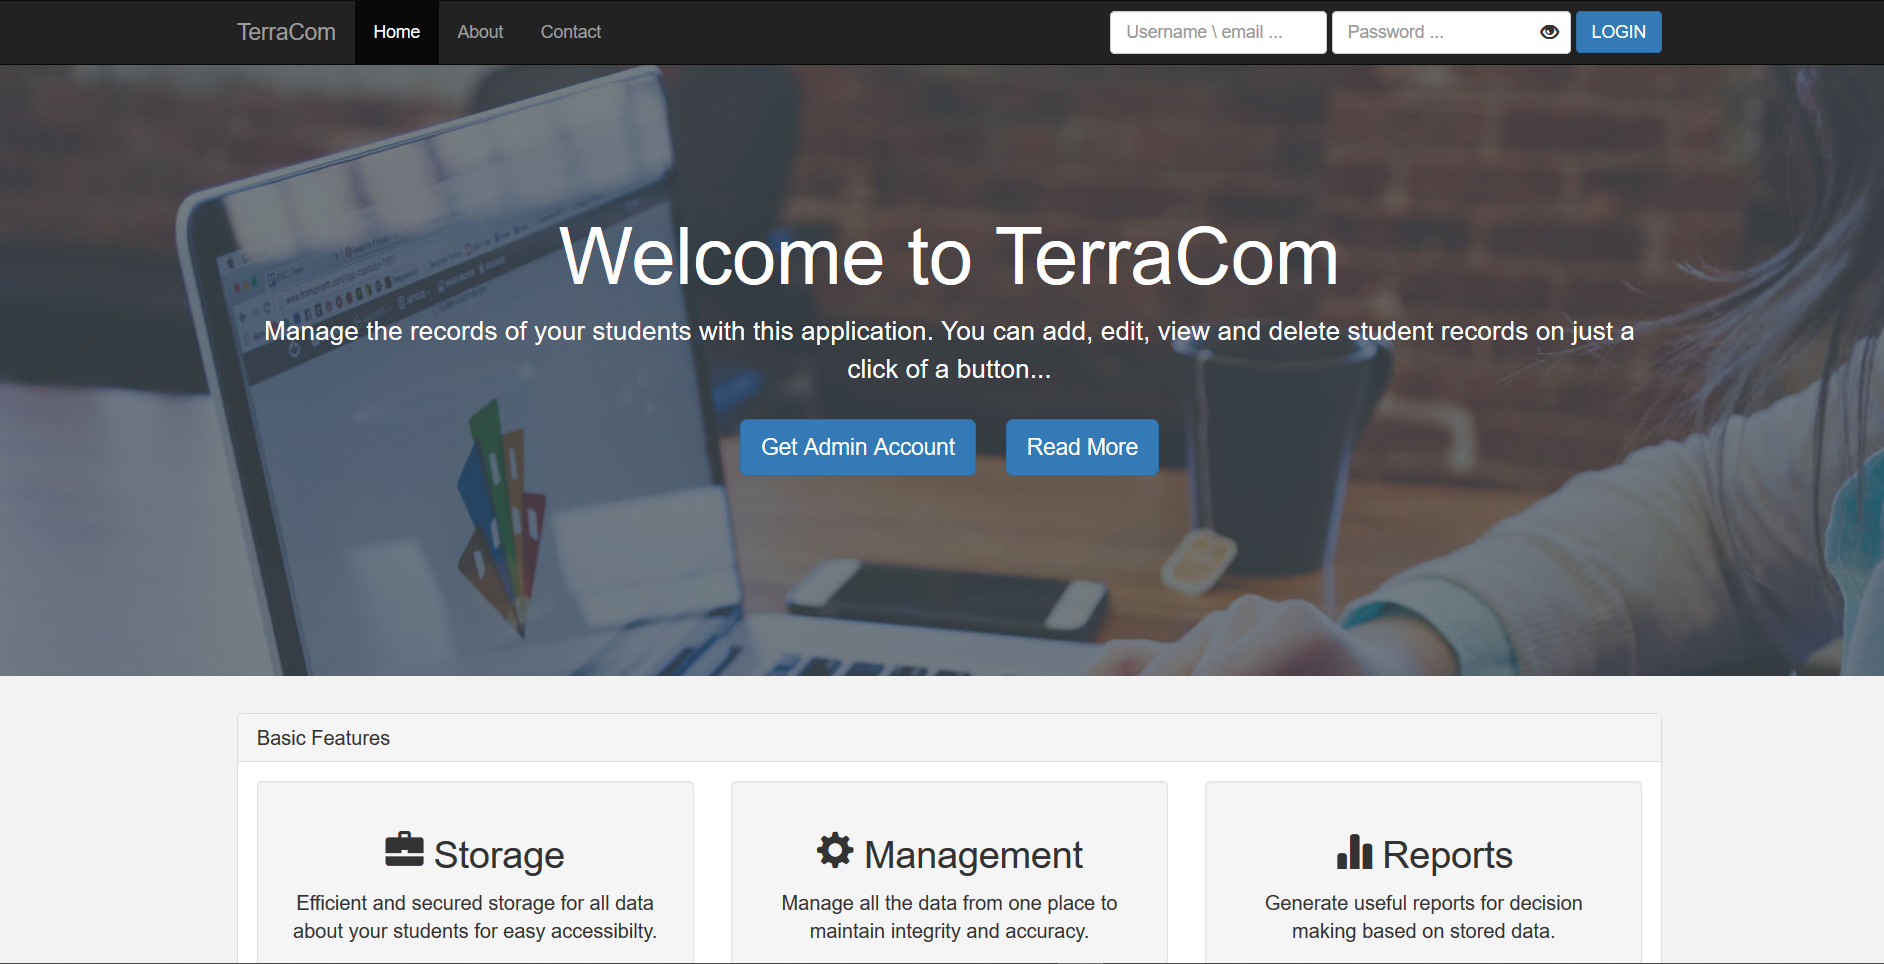 TerraCom
Home
About
Contact
Username \ email ...
Password ...
LOGIN
Welcome to TerraCom
Manage the records of your students with this application. You can add, edit, view and delete student records on just a
click of a button...
Get Admin Account
Read More
Basic Features
Storage
Efficient and secured storage for all data
about your students for easy accessibilty.
Management
Manage all the data from one place to
maintain integrity and accuracy.
Reports
Generate useful reports for decision
making based on stored data.